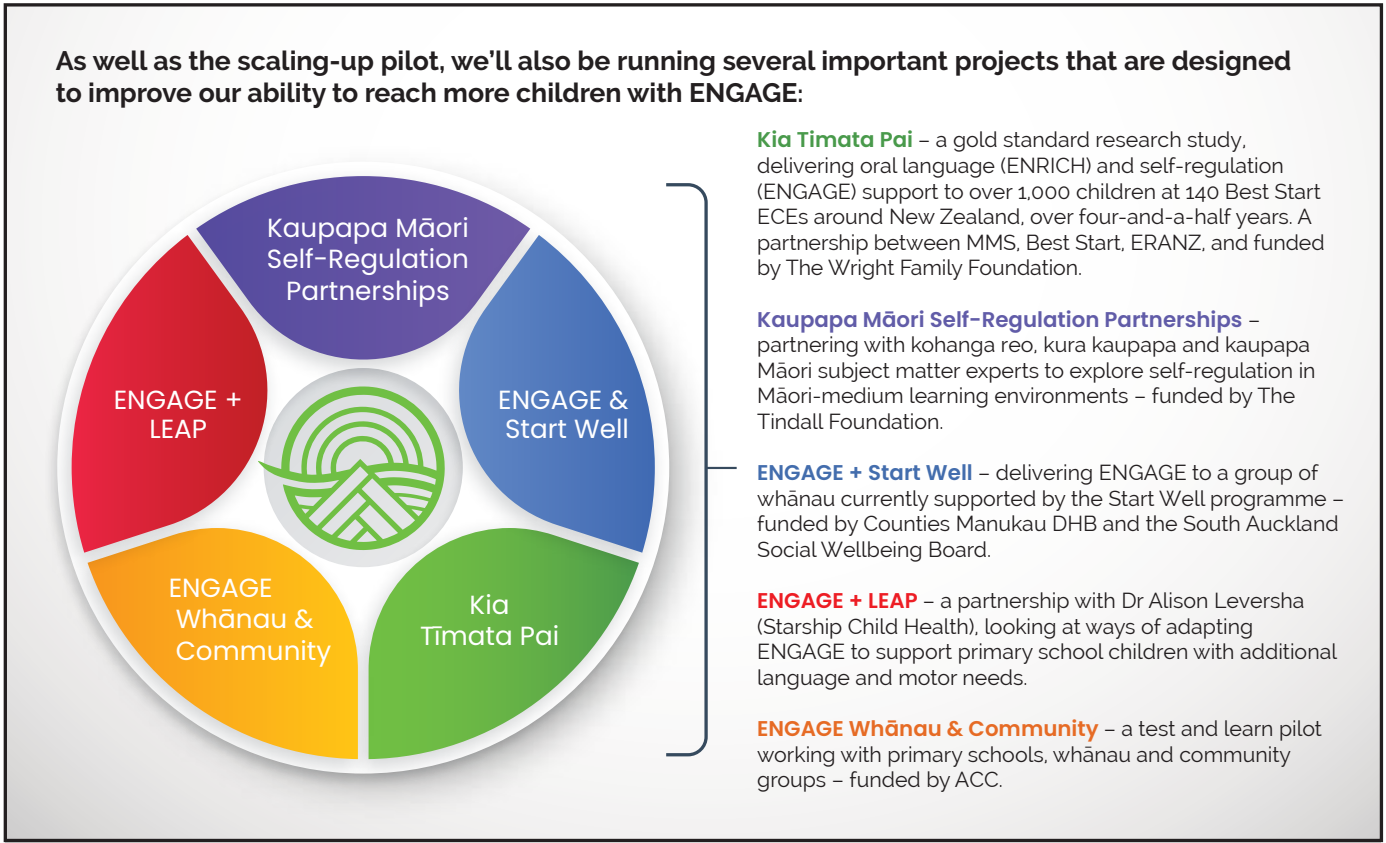 As well as the scaling-up pilot, we’ll also be running several important projects that are designed
to improve our ability to reach more children with ENGAGE:
Kaupapa Māori
Self-Regulation
Partnerships
ENGAGE +
LEAP
ENGAGE &
Start Well
ENGAGE
Whānau &
Community
Kia
Tīmata Pai
Kia Timata Pai – a gold standard research study,
delivering oral language (ENRICH) and self-regulation
(ENGAGE) support to over 1,000 children at 140 Best Start
ECEs around New Zealand, over four-and-a-half years. A
partnership between MMS, Best Start, ERANZ, and funded
by The Wright Family Foundation.
Kaupapa Māori Self-Regulation Partnerships –
partnering with kohanga reo, kura kaupapa and kaupapa
Māori subject matter experts to explore self-regulation in
Māori-medium learning environments – funded by The
Tindall Foundation.
ENGAGE + Start Well – delivering ENGAGE to a group of
whānau currently supported by the Start Well programme –
funded by Counties Manukau DHB and the South Auckland
Social Wellbeing Board.
ENGAGE + LEAP – a partnership with Dr Alison Leversha
(Starship Child Health), looking at ways of adapting
ENGAGE to support primary school children with additional
language and motor needs.
ENGAGE Whānau & Community – a test and learn pilot
working with primary schools, whānau and community
groups – funded by ACC.